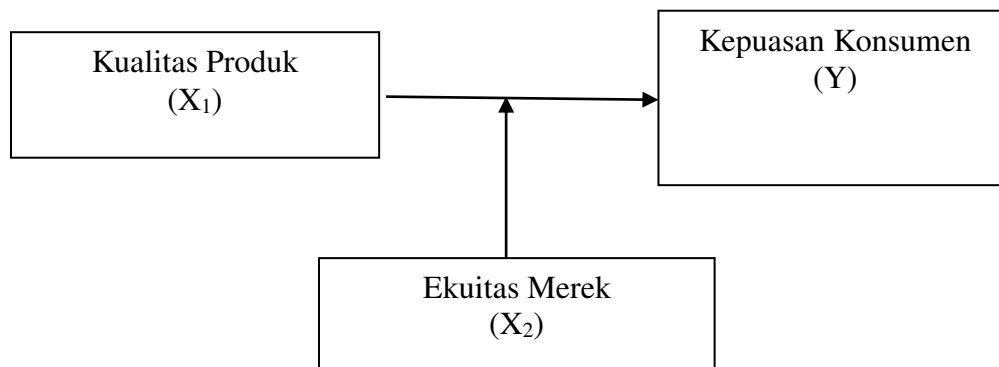 Kualitas Produk
(X₁)
Kepuasan Konsumen
(Y)
Ekuitas Merek
(X₂)